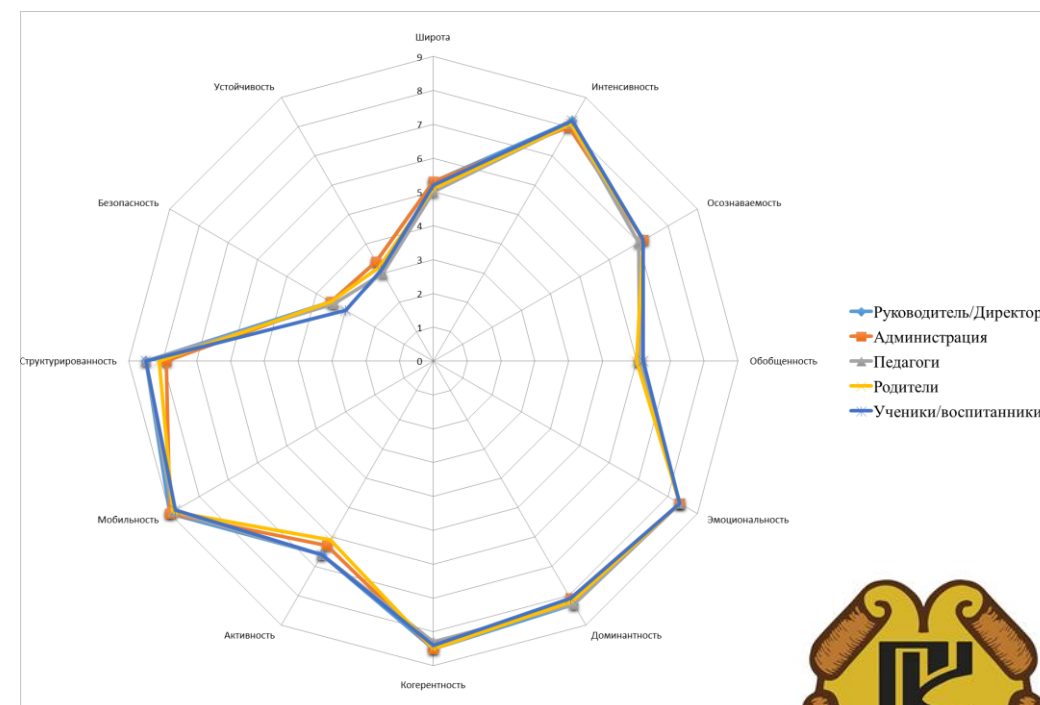 Широта
Интенсивность
Осознаваемость
Обобщенность
Эмоциональность
Доминантность
Когерентность
Активность
Мобильность
Структурированность
Безопасность
Устойчивость
9
8
7
6
5
4
3
2
1
0
Руководитель/Директор
Администрация
Педагоги
Родители
Ученики/воспитанники